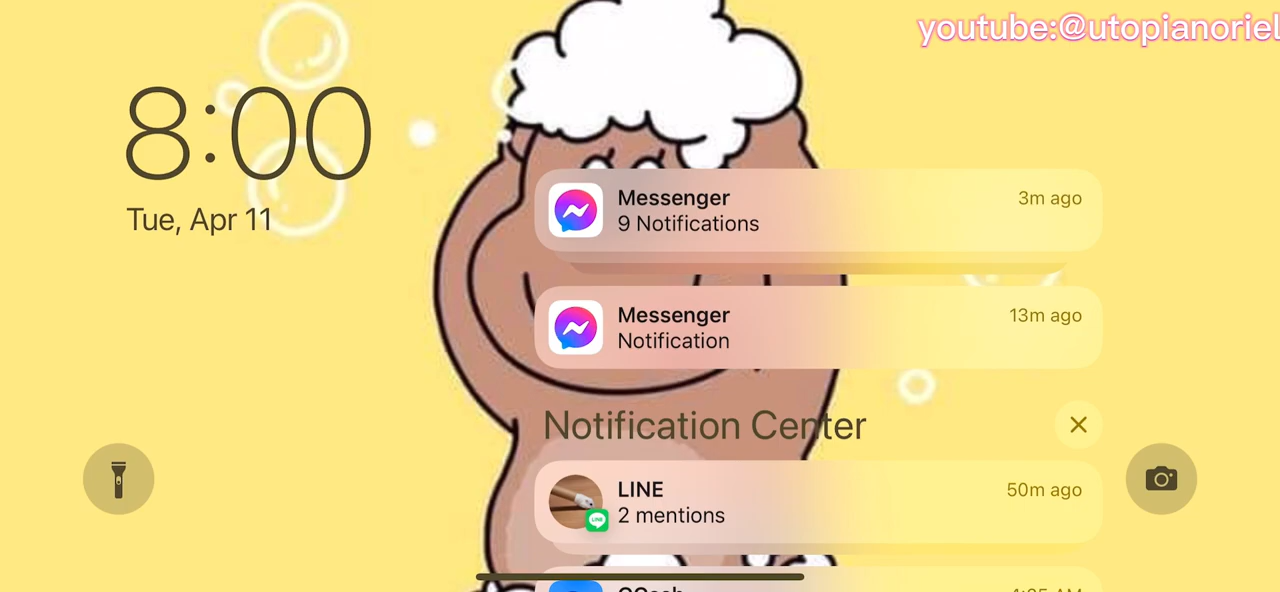 youtube:@utopianoriel
8:00
Tue, Apr 11
Messenger
3m ago
9 Notifications
Messenger
13m ago
Notification
Notification Center
LINE
50m ago
2 mentions
LINE